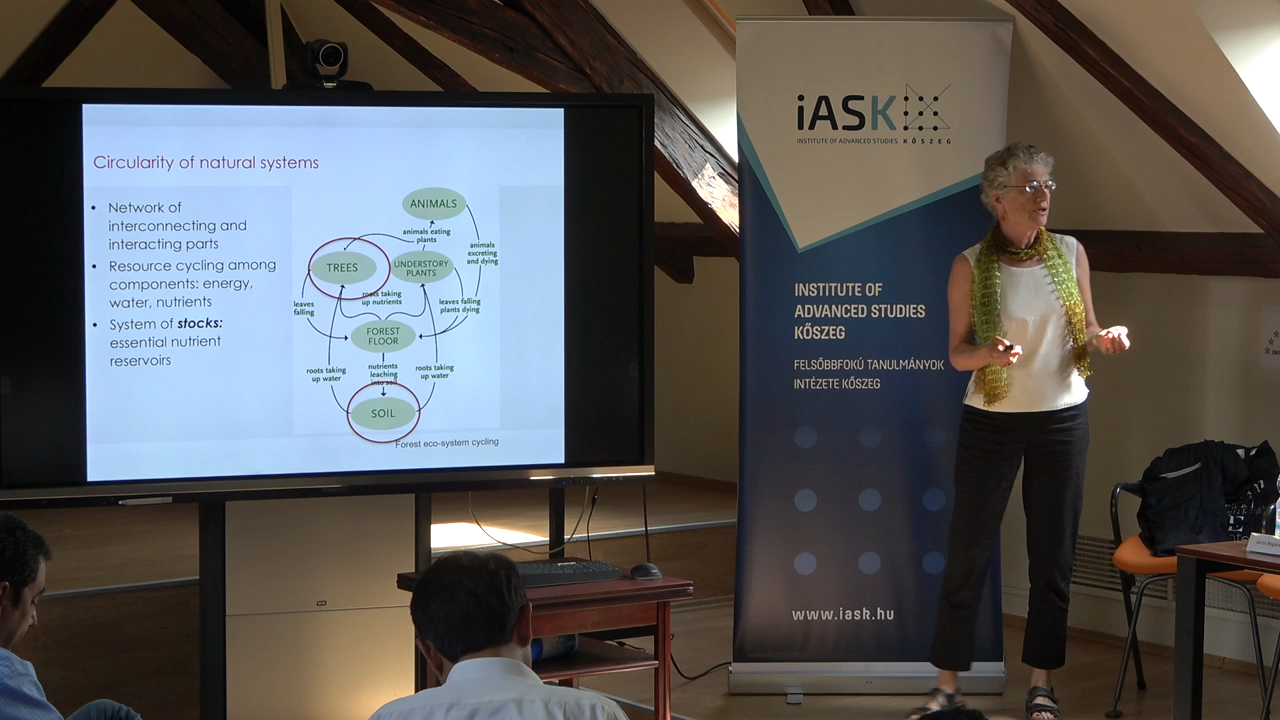 Circularity of natural systems
• Network of
interconnecting and
interacting parts
• Resource cycling among
components: energy,
water, nutrients
• System of stocks:
essential nutrient
reservoirs
ANIMALS
animals eating
plants
animals
excreting
and dying
TREES
UNDERSTORY
PLANTS
roots taking
up nutrients
leaves
falling
leaves falling
plants dying
FOREST
FLOOR
roots taking
up water
nutrients
leaching
into soil
roots taking
up water
SOIL
Forest eco-system cycling
iASK
INSTITUTE OF ADVANCED STUDIES KŐSZEG
INSTITUTE OF
ADVANCED STUDIES
KŐSZEG
FELSŐBBFOKÚ TANULMÁNYOK
INTÉZETE KŐSZEG
www.iask.hu